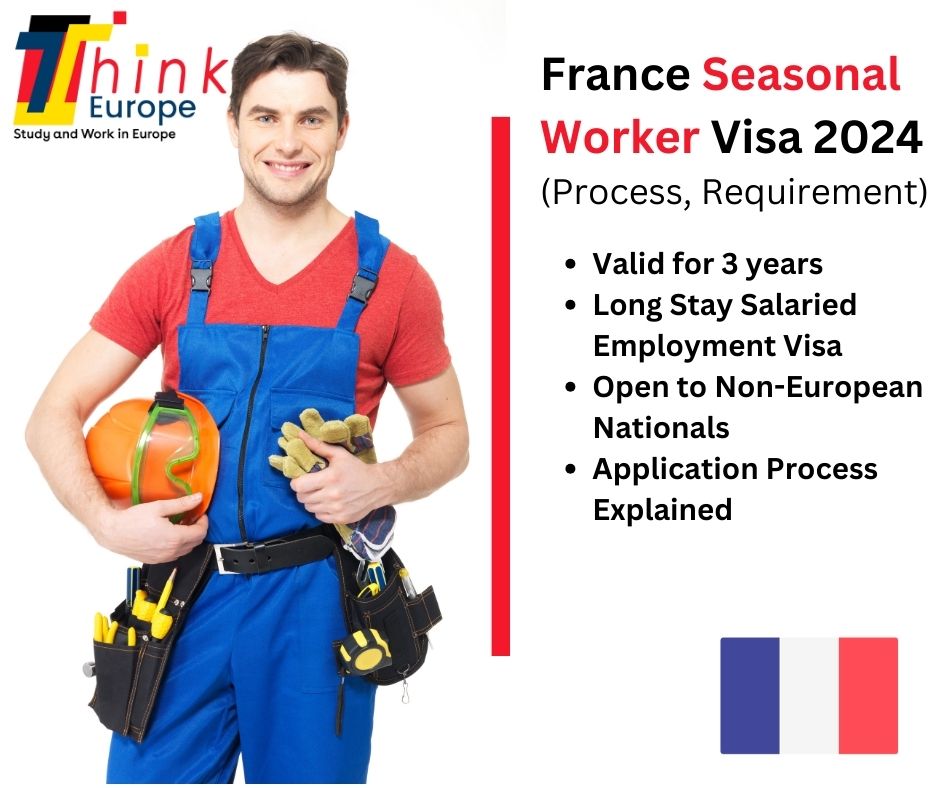 Think
Europe
Study and Work in Europe
France Seasonal
Worker Visa 2024
(Process, Requirement)
• Valid for 3 years
• Long Stay Salaried
Employment Visa
• Open to Non-European
Nationals
• Application Process
Explained